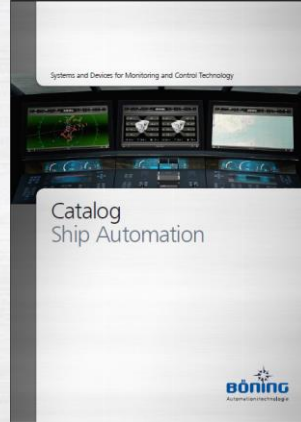 Systems and Devices for Monitoring and Control Technology
Catalog
Ship Automation
BÖNING
Automationstechnologie